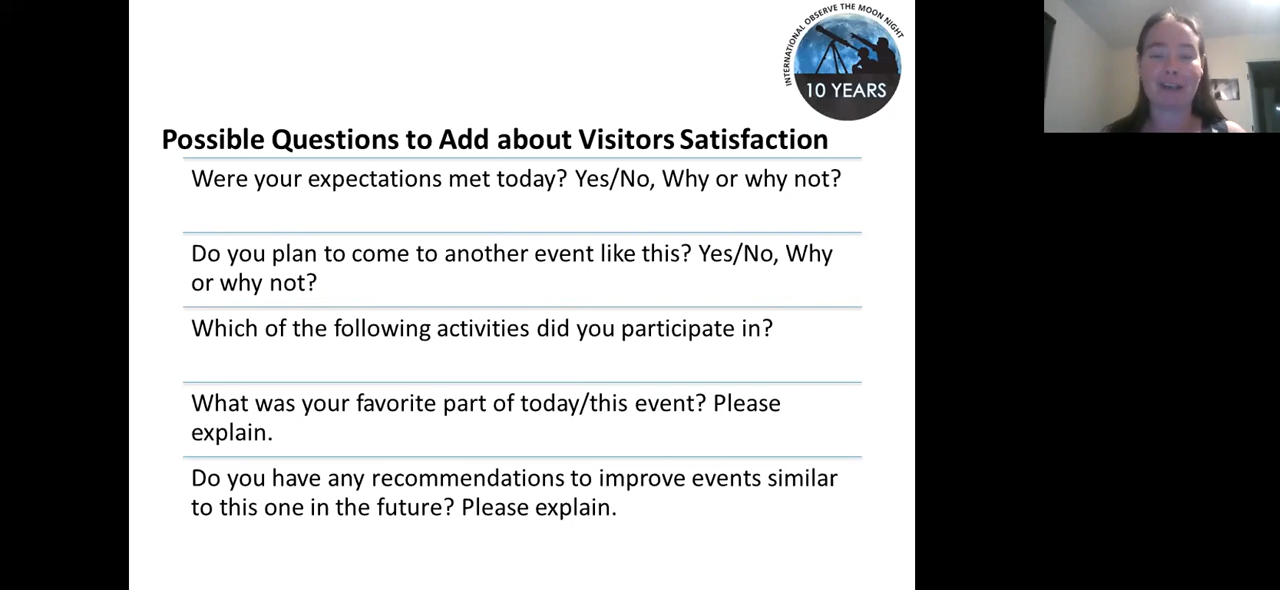 INTERNATIONAL OBSERVE THE MOON NIGHT
10 YEARS
Possible Questions to Add about Visitors Satisfaction
Were your expectations met today? Yes/No, Why or why not?
Do you plan to come to another event like this? Yes/No, Why
or why not?
Which of the following activities did you participate in?
What was your favorite part of today/this event? Please
explain.
Do you have any recommendations to improve events similar
to this one in the future? Please explain.